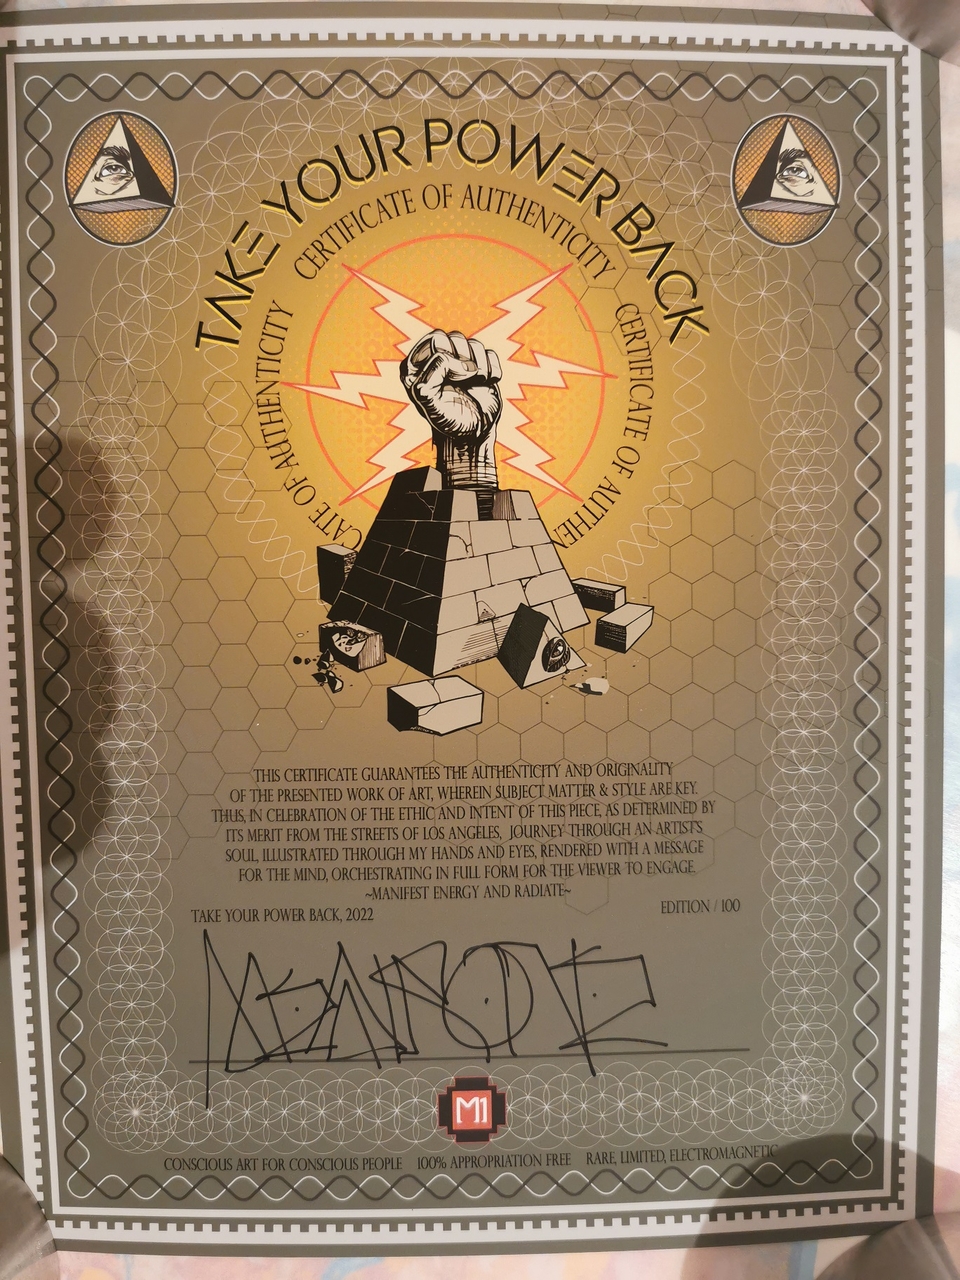 TAKE YOUR POWER BACK
CERTIFICATE OF AUTHENTICITY
CATE OF AUTHENTICITY
CERTIFICATE OF AUTHEN
THIS CERTIFICATE GUARANTEES THE AUTHENTICITY AND ORIGINALITY
OF THE PRESENTED WORK OF ART, WHEREIN SUBJECT MATTER & STYLE ARE KEY.
THUS, IN CELEBRATION OF THE ETHIC AND INTENT OF THIS PIECE, AS DETERMINED BY
ITS MERIT FROM THE STREETS OF LOS ANGELES, JOURNEY THROUGH AN ARTIST'S
SOUL, ILLUSTRATED THROUGH MY HANDS AND EYES, RENDERED WITH A MESSAGE
FOR THE MIND, ORCHESTRATING IN FULL FORM FOR THE VIEWER TO ENGAGE.
~MANIFEST ENERGY AND RADIATE~
TAKE YOUR POWER BACK, 2022 EDITION / 100
M1
CONSCIOUS ART FOR CONSCIOUS PEOPLE 100% APPROPRIATION FREE RARE, LIMITED, ELECTROMAGNETIC